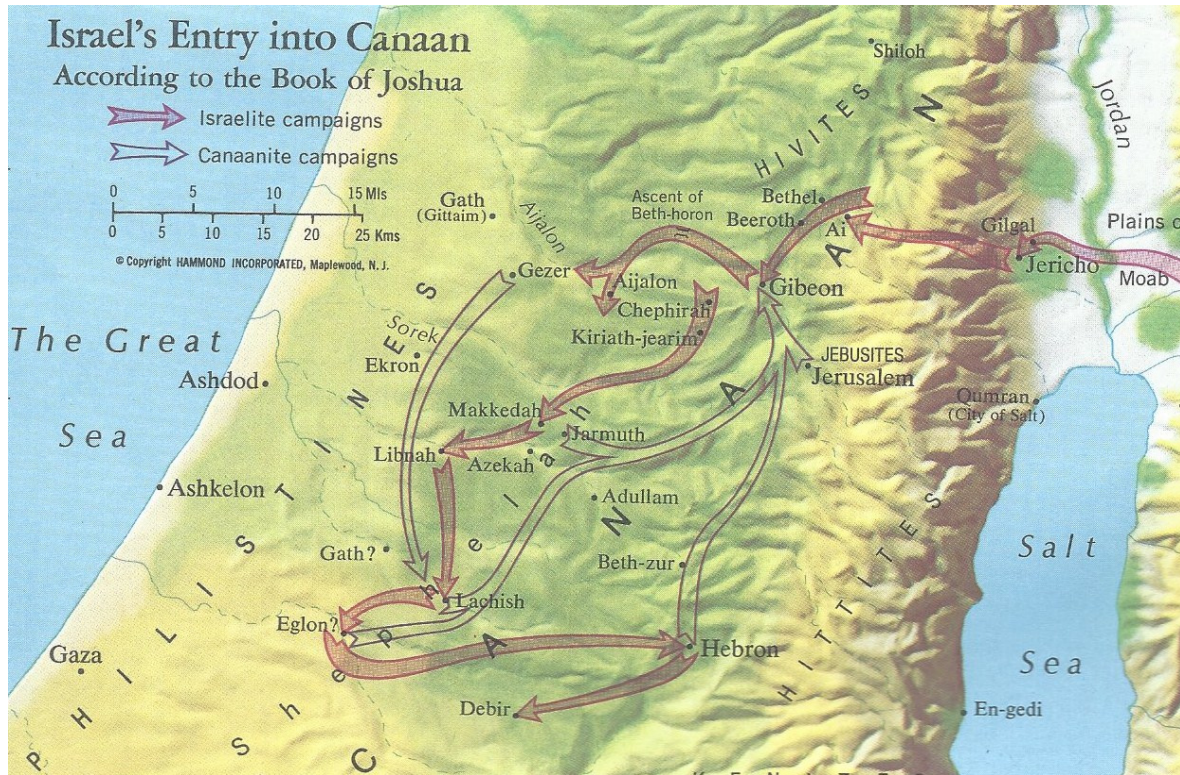 Israel's Entry into Canaan
According to the Book of Joshua
Israelite campaigns
Canaanite campaigns
0 5 10 15 Mls
0 5 10 15 20 25 Kms
© Copyright HAMMOND INCORPORATED, Maplewood, N. J.
Shiloh
Jordan
HIVITES
Gath
(Gittaim)
Aijalon
Ascent of
Beth-horon
Bethel
Beeroth
Ai
Gilgal
Plains o
Jericho
Moab
Gezer
Aijalon
Gibeon
Chephirah
Kiriath-jearim
Sorek
Ekron
JEBUSITES
Jerusalem
The Great
Sea
Ashdod
Qumran
(City of Salt)
Makkedah
Jarmuth
Libnah
Azekah
Ashkelon
Adullam
Gath?
Beth-zur
Salt
Sea
Lachish
Eglon?
Hebron
Gaza
Debir
En-gedi
HITTITES
PHILISTINES
Shephelah
CANAAN